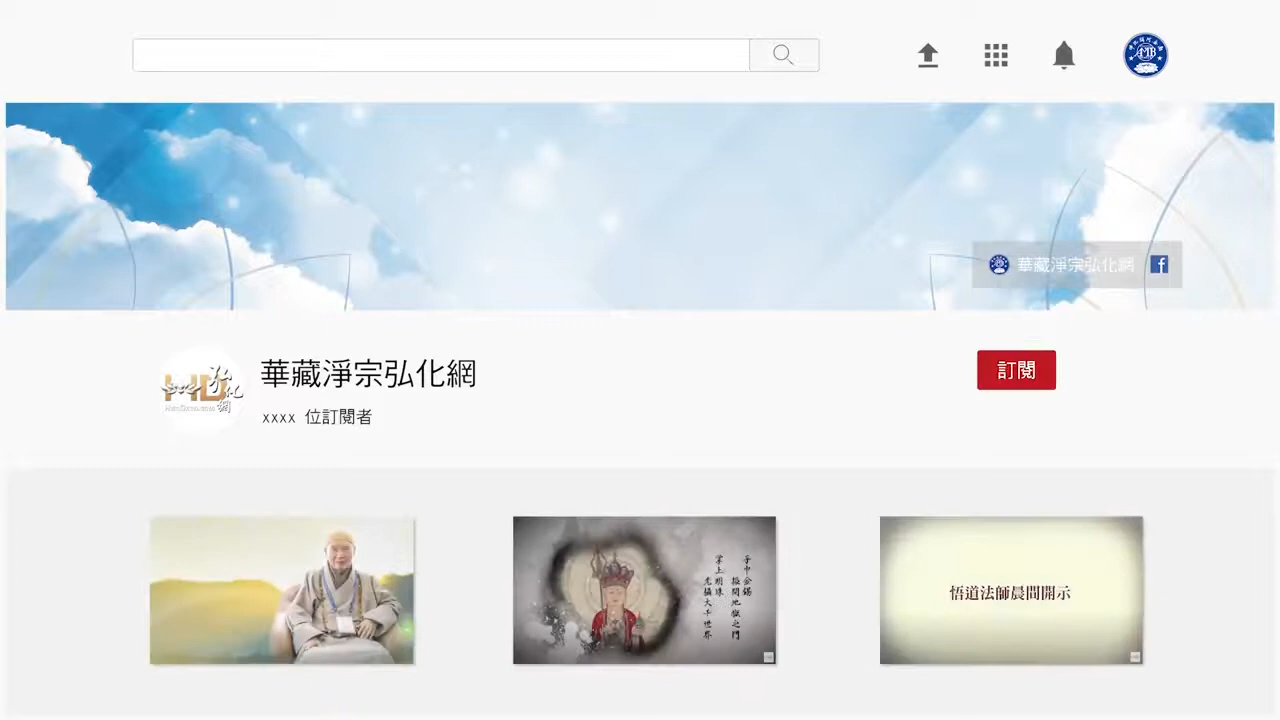 華藏淨宗弘化網
華藏淨宗弘化網
訂閱
xxxx 位訂閱者
手中金錫
振開地獄之門
掌上明珠
光攝大千世界
悟道法師晨間開示